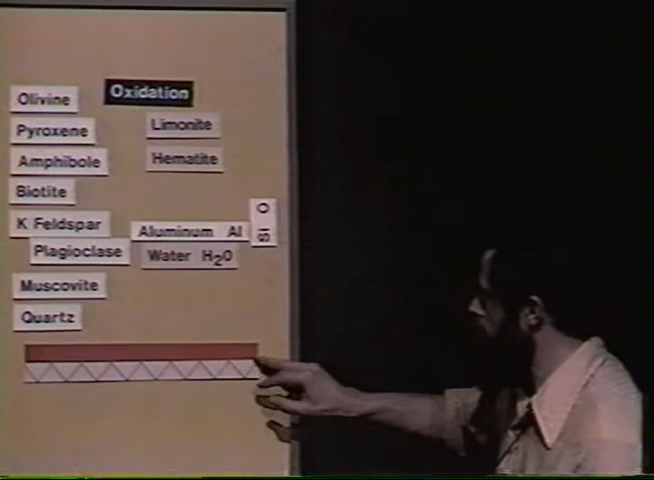 Oxidation
Olivine
Limonite
Pyroxene
Hematite
Amphibole
Biotite
K Feldspar
Aluminum Al
Si O
Plagioclase
Water H₂O
Muscovite
Quartz